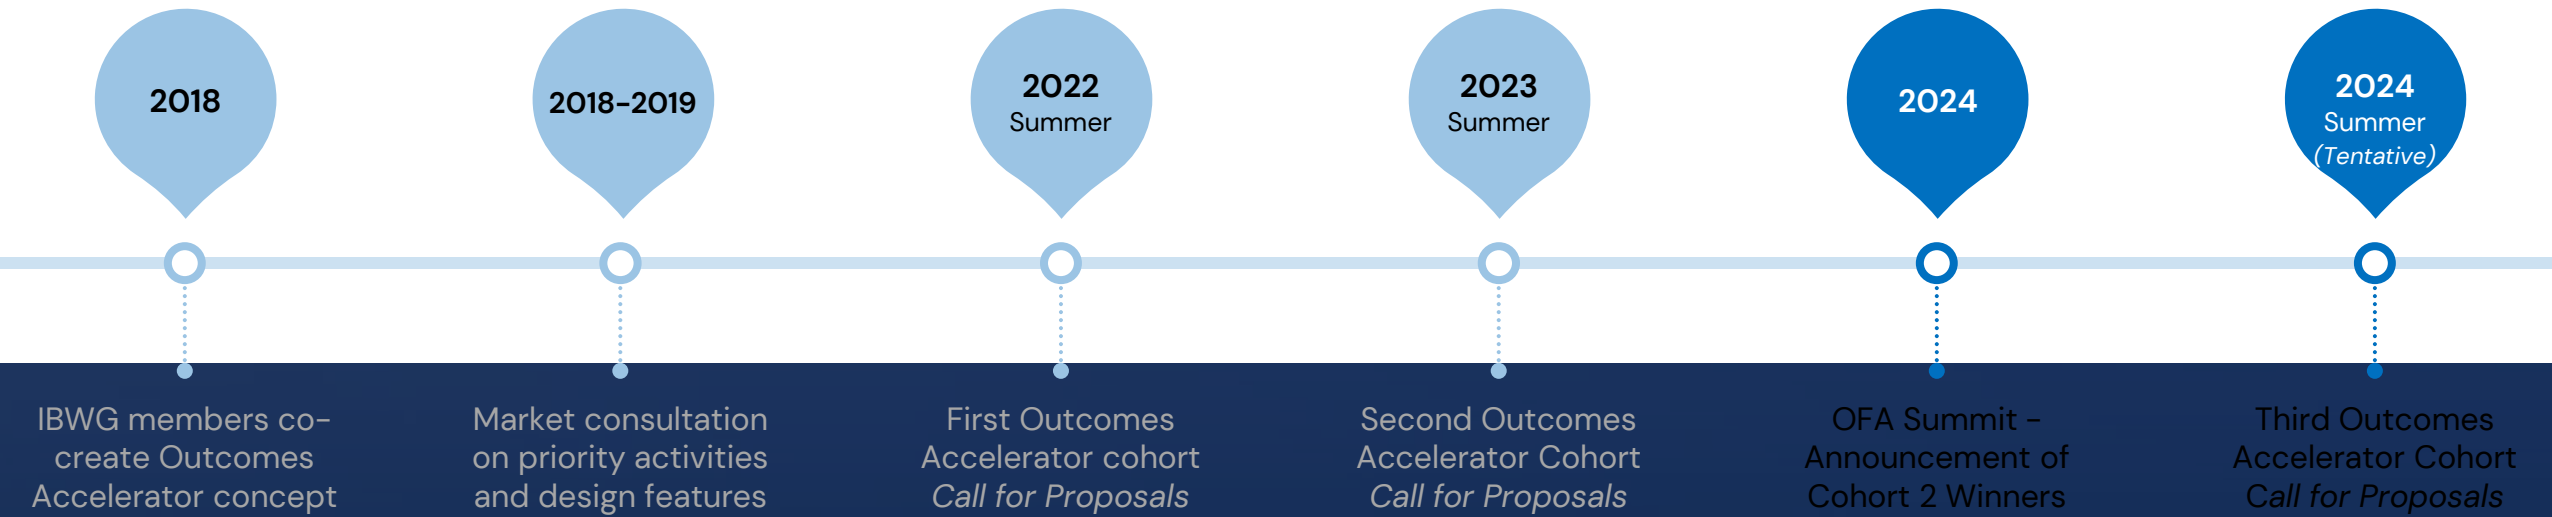 2018
2018-2019
2022
Summer
2023
Summer
2024
2024
Summer
(Tentative)
IBWG members co-
create Outcomes
Accelerator concept
Market consultation
on priority activities
and design features
First Outcomes
Accelerator cohort
Call for Proposals
Second Outcomes
Accelerator Cohort
Call for Proposals
OFA Summit -
Announcement of
Cohort 2 Winners
Third Outcomes
Accelerator Cohort
Call for Proposals